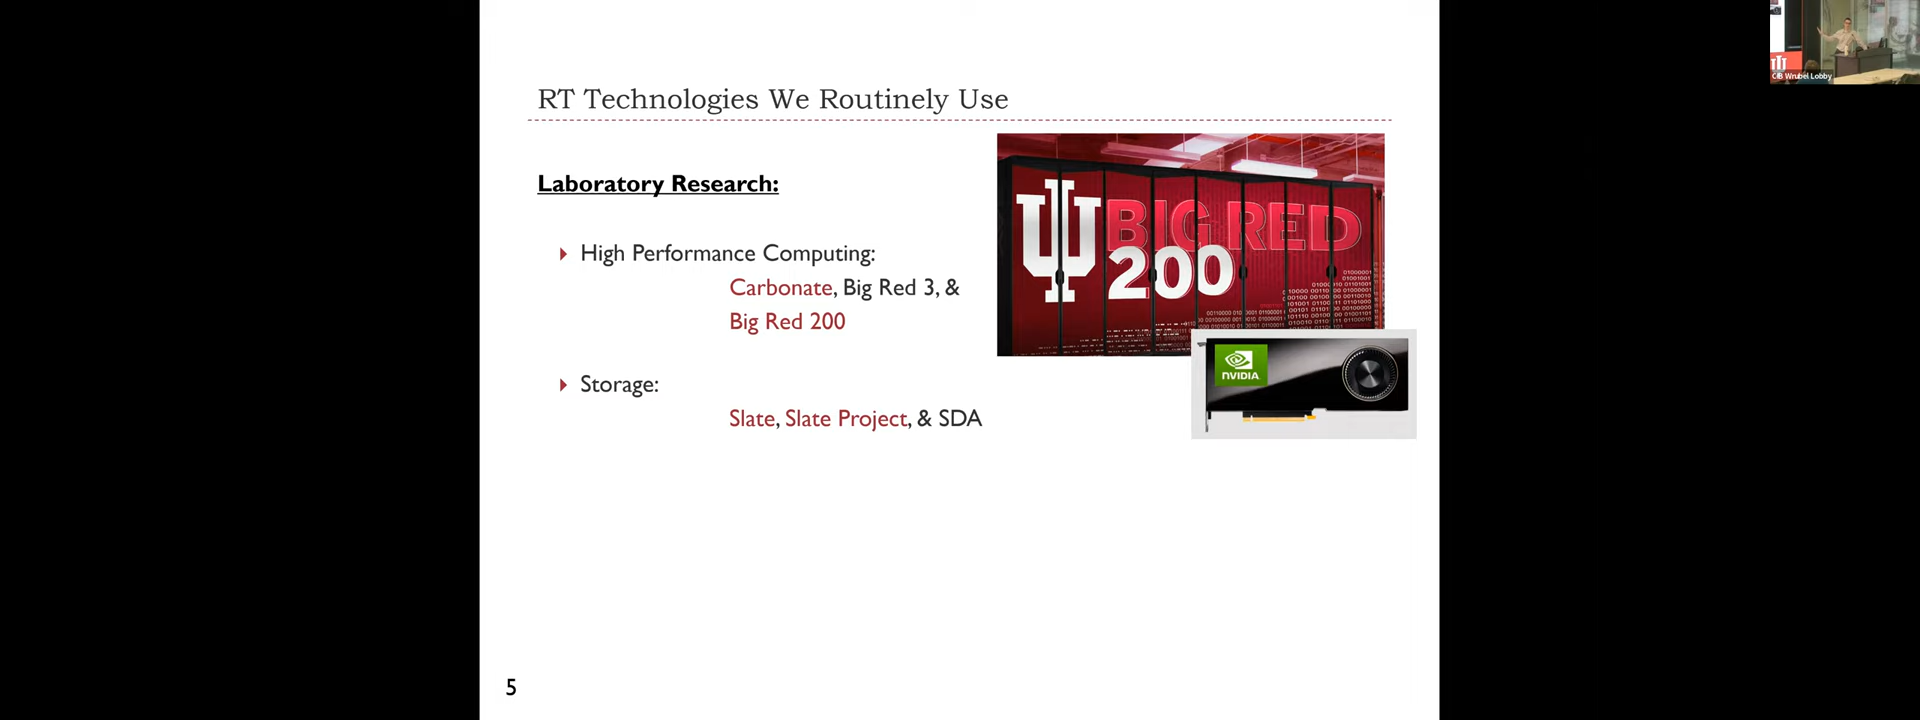 RT Technologies We Routinely Use
Laboratory Research:
High Performance Computing:
Carbonate, Big Red 3, &
Big Red 200
Storage:
Slate, Slate Project, & SDA
BIG RED
200
NVIDIA
5
CIB Wrubel Lobby